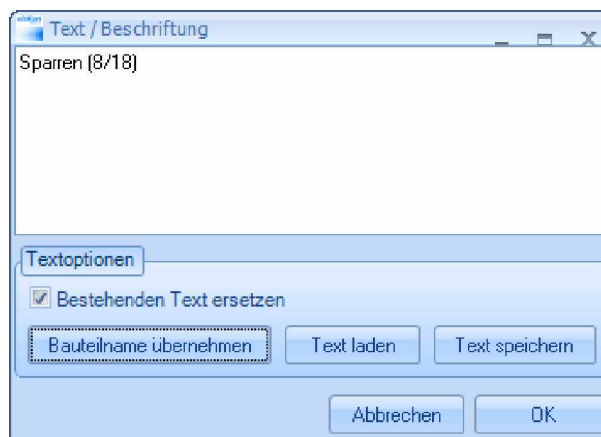 Text / Beschriftung
Sparren (8/18)
Textoptionen
Bestehenden Text ersetzen
Bauteilname übernehmen
Text laden
Text speichern
Abbrechen
OK